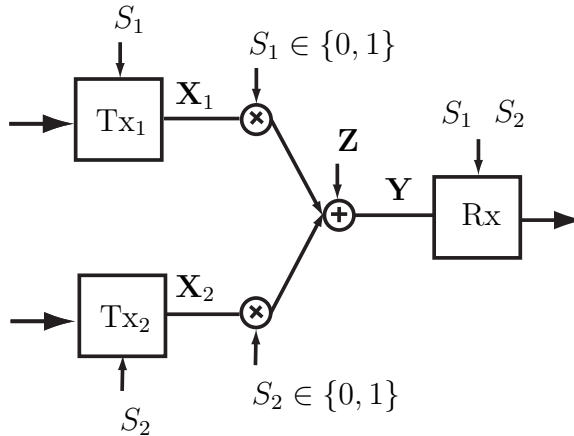 S₁
S₁ ∈ {0, 1}
X₁
Tx₁
Z
S₁ S₂
Y
Rx
X₂
Tx₂
S₂ ∈ {0, 1}
S₂